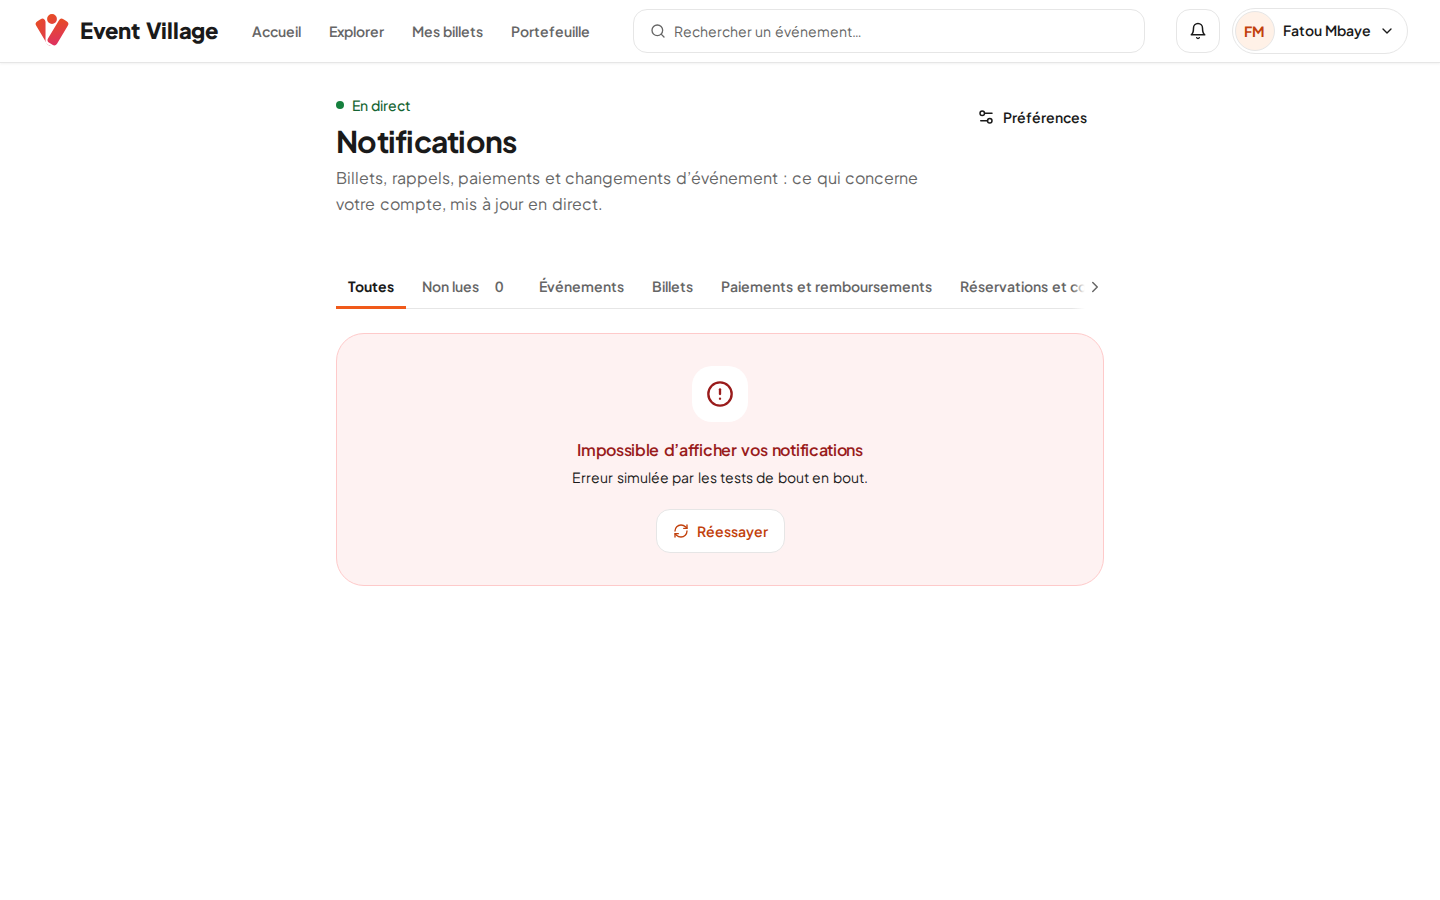 Event Village
Accueil
Explorer
Mes billets
Portefeuille
Rechercher un événement…
FM
Fatou Mbaye
En direct
Notifications
Préférences
Billets, rappels, paiements et changements d’événement : ce qui concerne
votre compte, mis à jour en direct.
Toutes
Non lues 0
Événements
Billets
Paiements et remboursements
Réservations et
Impossible d’afficher vos notifications
Erreur simulée par les tests de bout en bout.
Réessayer